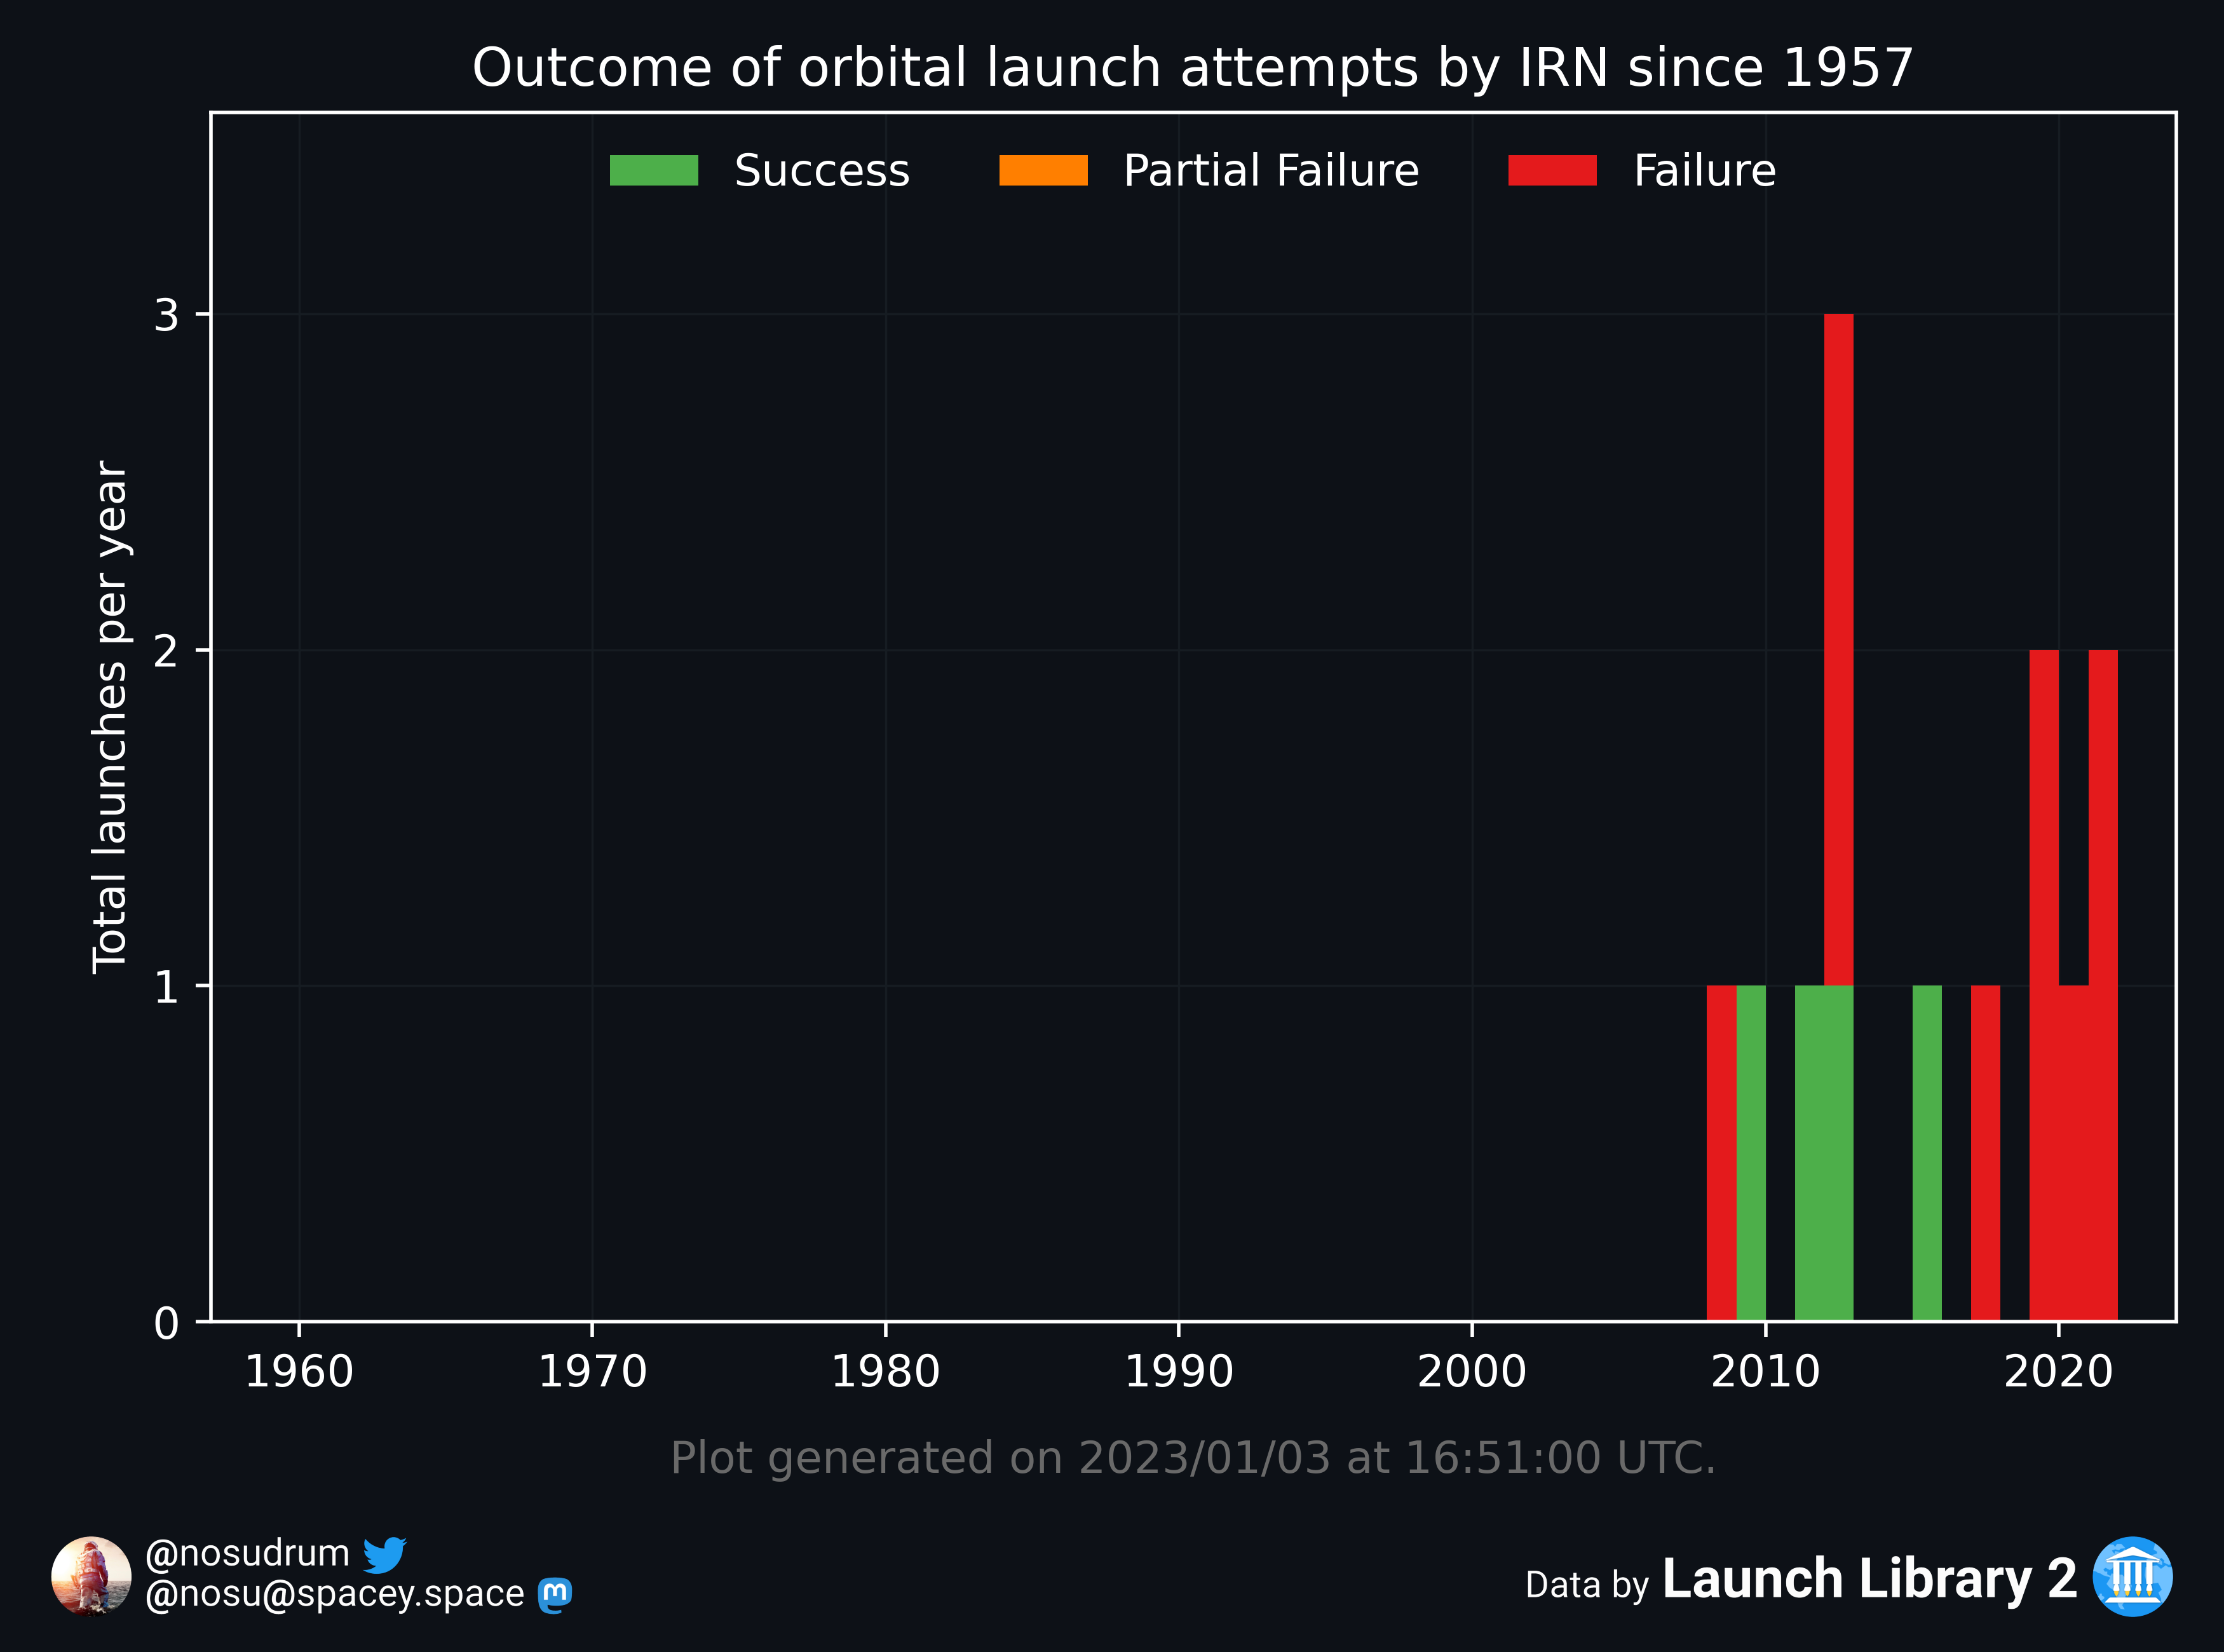 Outcome of orbital launch attempts by IRN since 1957
Success Partial Failure Failure
Total launches per year
3
2
1
0
1960 1970 1980 1990 2000 2010 2020
Plot generated on 2023/01/03 at 16:51:00 UTC.
@nosudrum
@nosu@spacey.space
Data by Launch Library 2